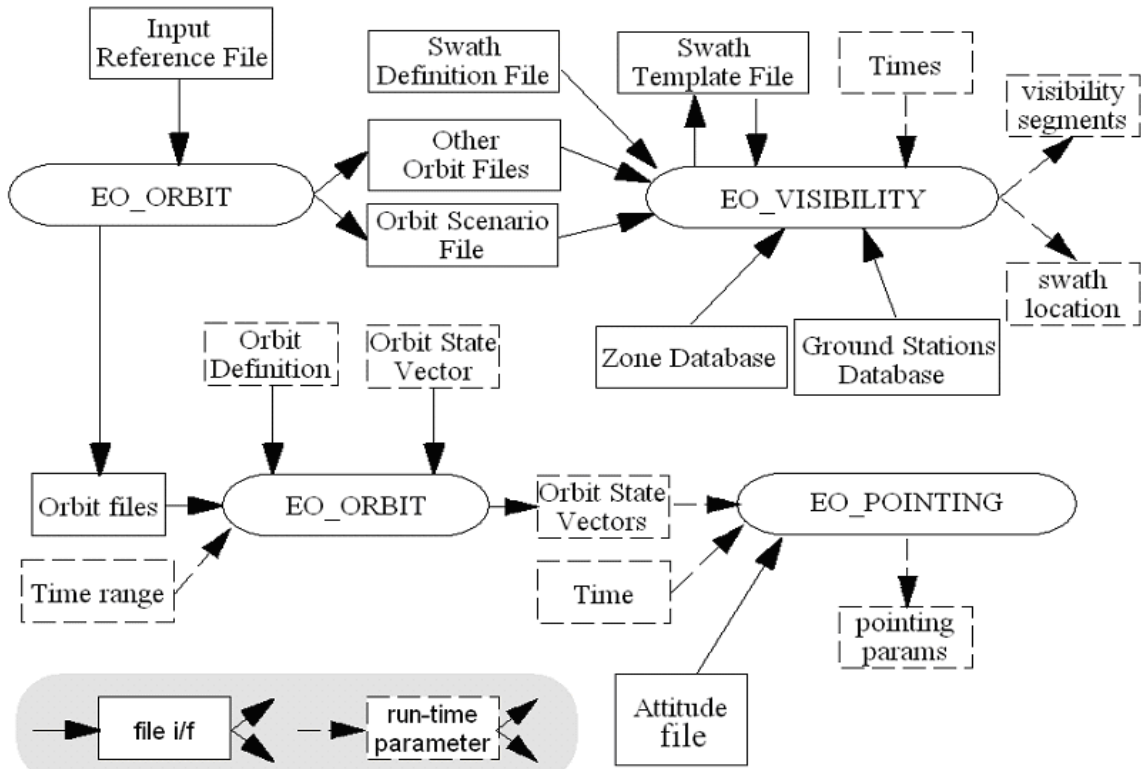 Input
Reference File
Swath
Definition File
Swath
Template File
Times
visibility
segments
Other
Orbit Files
EO_ORBIT
EO_VISIBILITY
Orbit Scenario
File
swath
location
Orbit
Definition
Orbit State
Vector
Zone Database
Ground Stations
Database
Orbit files
EO_ORBIT
Orbit State
Vectors
EO_POINTING
Time range
Time
pointing
params
file i/f
run-time
parameter
Attitude
file